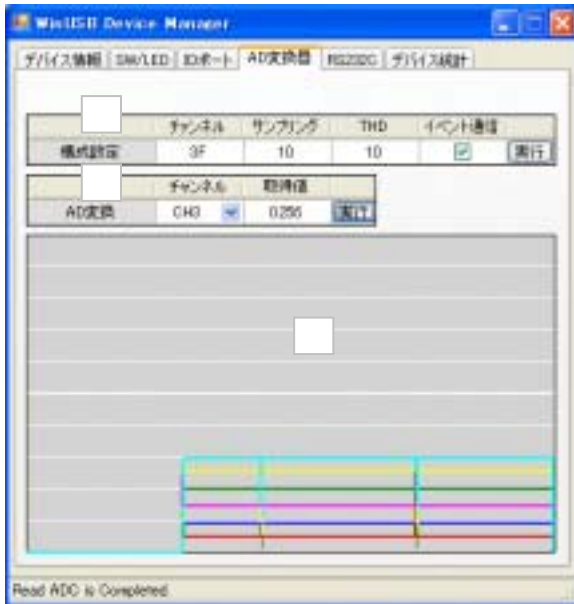 WinUSB Device Manager
デバイス情報 SW/LED IOポート AD変換器 RS232C デバイス統計
チャンネル サンプリング THD イベント通信
構成設定 3F 10 10 実行
チャンネル 取得値
AD変換 CH3 0.256 実行
Read ADC is Completed